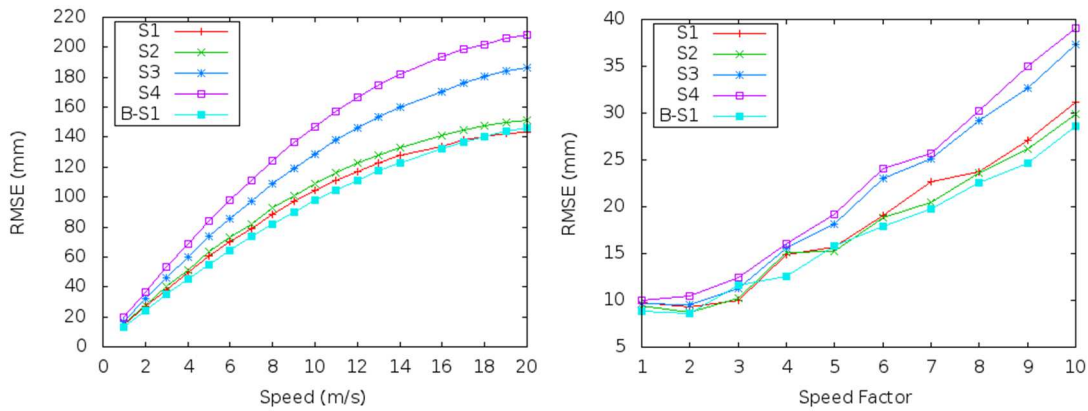 220
200
180
160
140
120
100
80
60
40
20
0
RMSE (mm)
S1
S2
S3
S4
B-S1
0 2 4 6 8 10 12 14 16 18 20
Speed (m/s)
40
35
30
25
20
15
10
5
RMSE (mm)
S1
S2
S3
S4
B-S1
1 2 3 4 5 6 7 8 9 10
Speed Factor